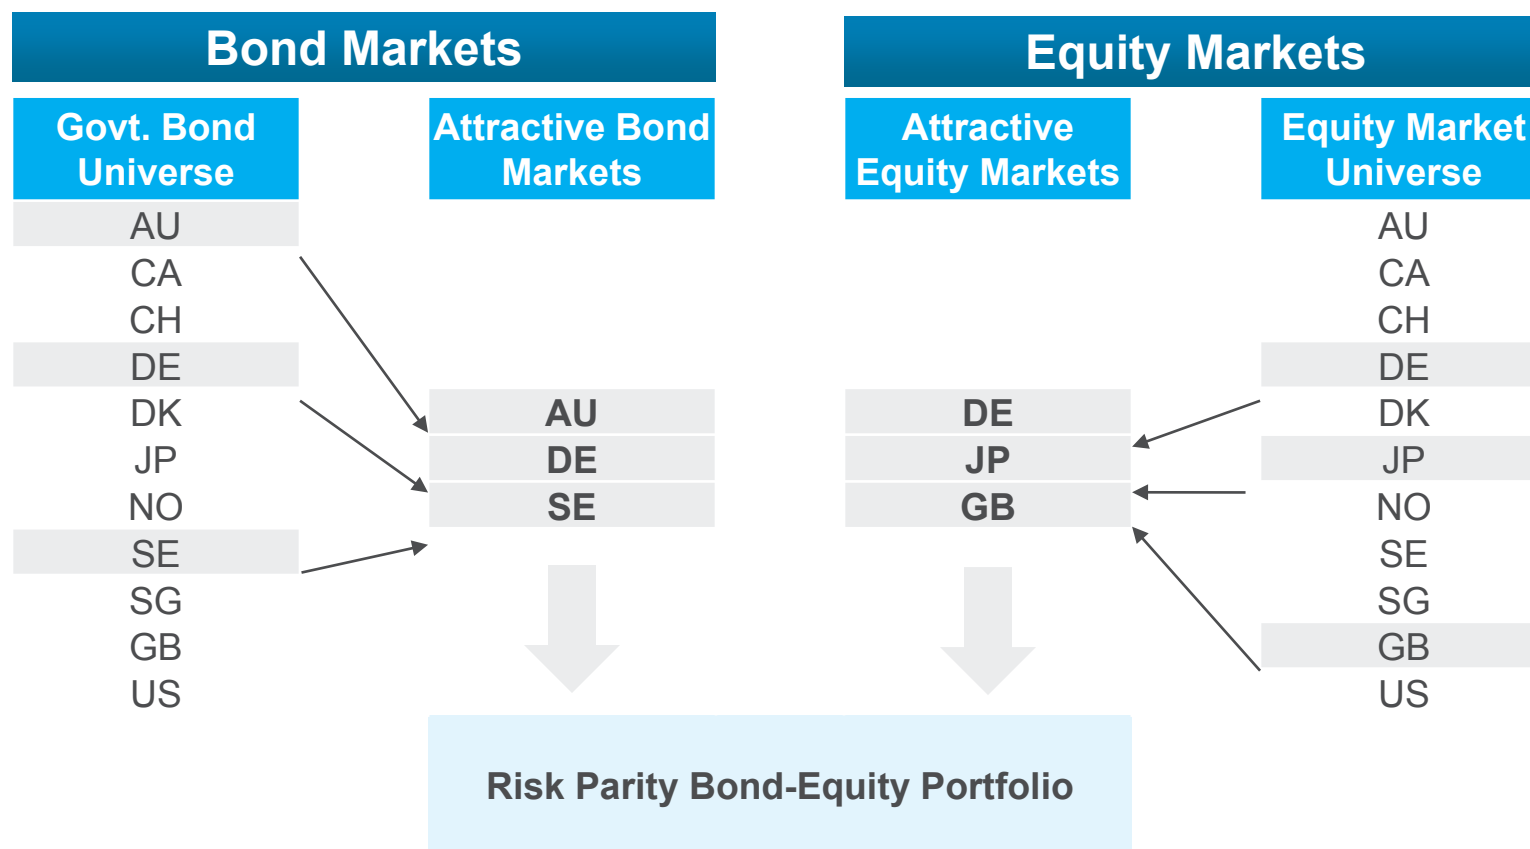 Bond Markets
Equity Markets
Govt. Bond
Universe
Attractive Bond
Markets
Attractive
Equity Markets
Equity Market
Universe
AU
CA
CH
DE
DK
JP
NO
SE
SG
GB
US
AU
DE
SE
DE
JP
GB
AU
CA
CH
DE
DK
JP
NO
SE
SG
GB
US
Risk Parity Bond-Equity Portfolio